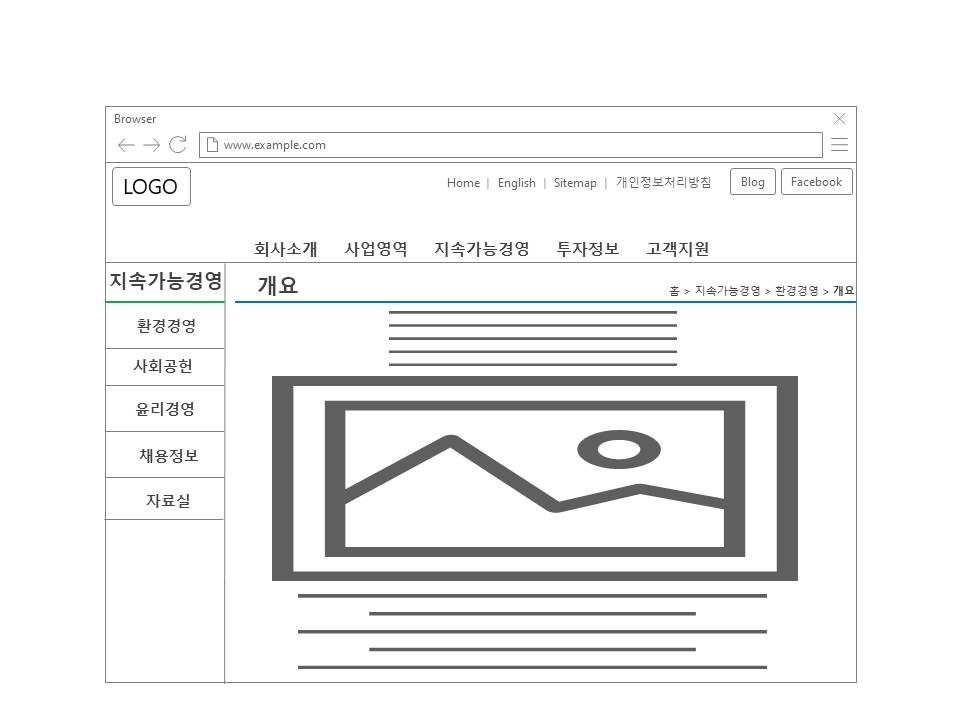 Browser
www.example.com
LOGO
Home | English | Sitemap | 개인정보처리방침
Blog
Facebook
회사소개 사업영역 지속가능경영 투자정보 고객지원
지속가능경영
개요
홈 > 지속가능경영 > 환경경영 > 개요
환경경영
사회공헌
윤리경영
채용정보
자료실